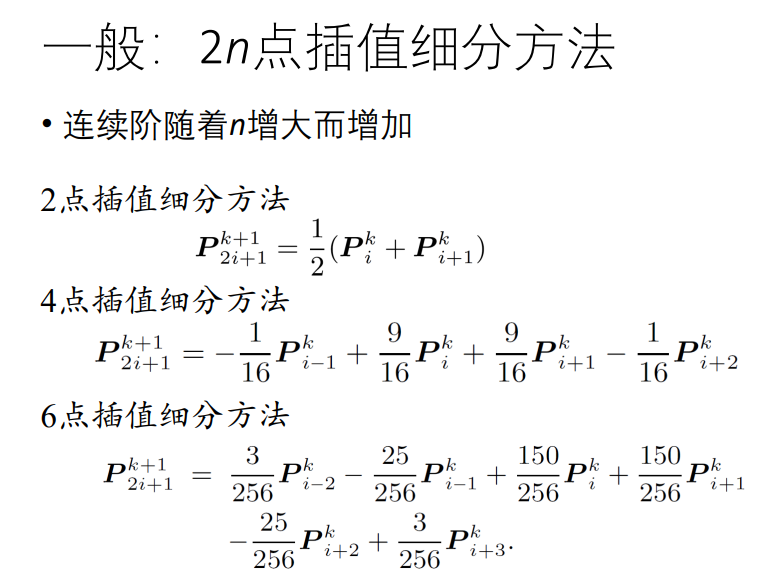 一般：2n点插值细分方法
• 连续阶随着n增大而增加
2点插值细分方法
$\boldsymbol{P}_{2i+1}^{k+1} = \frac{1}{2}(\boldsymbol{P}_{i}^{k} + \boldsymbol{P}_{i+1}^{k})$
4点插值细分方法
$\boldsymbol{P}_{2i+1}^{k+1} = -\frac{1}{16}\boldsymbol{P}_{i-1}^{k} + \frac{9}{16}\boldsymbol{P}_{i}^{k} + \frac{9}{16}\boldsymbol{P}_{i+1}^{k} - \frac{1}{16}\boldsymbol{P}_{i+2}^{k}$
6点插值细分方法
$\boldsymbol{P}_{2i+1}^{k+1} = \frac{3}{256}\boldsymbol{P}_{i-2}^{k} - \frac{25}{256}\boldsymbol{P}_{i-1}^{k} + \frac{150}{256}\boldsymbol{P}_{i}^{k} + \frac{150}{256}\boldsymbol{P}_{i+1}^{k}$
$-\frac{25}{256}\boldsymbol{P}_{i+2}^{k} + \frac{3}{256}\boldsymbol{P}_{i+3}^{k}.$